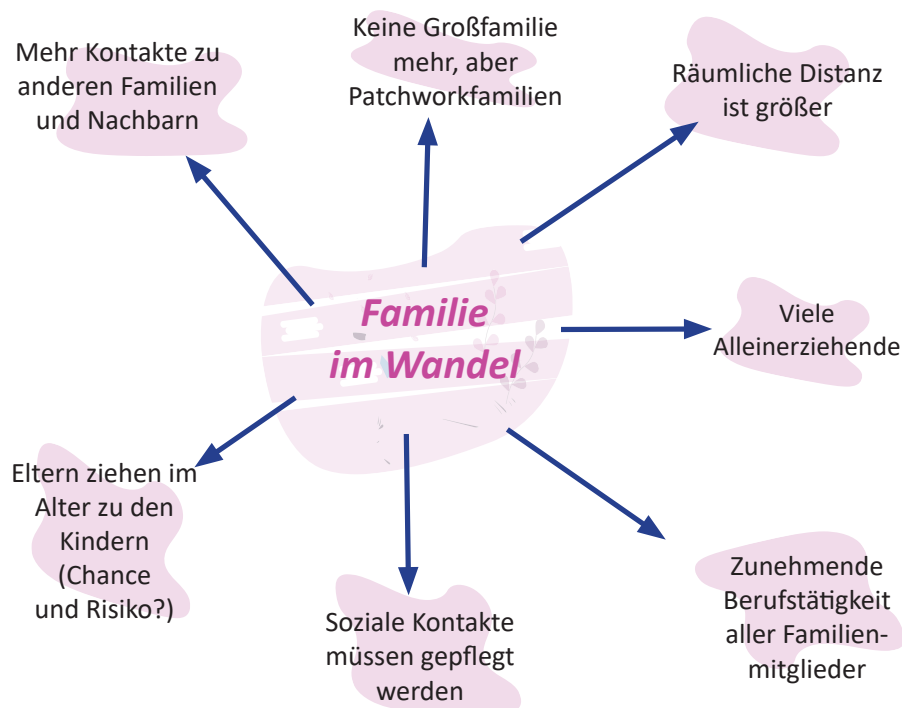 Mehr Kontakte zu
anderen Familien
und Nachbarn
Keine Großfamilie
mehr, aber
Patchworkfamilien
Räumliche Distanz
ist größer
Familie
im Wandel
Viele
Alleinerziehende
Eltern ziehen im
Alter zu den
Kindern
(Chance
und Risiko?)
Soziale Kontakte
müssen gepflegt
werden
Zunehmende
Berufstätigkeit
aller Familien-
mitglieder